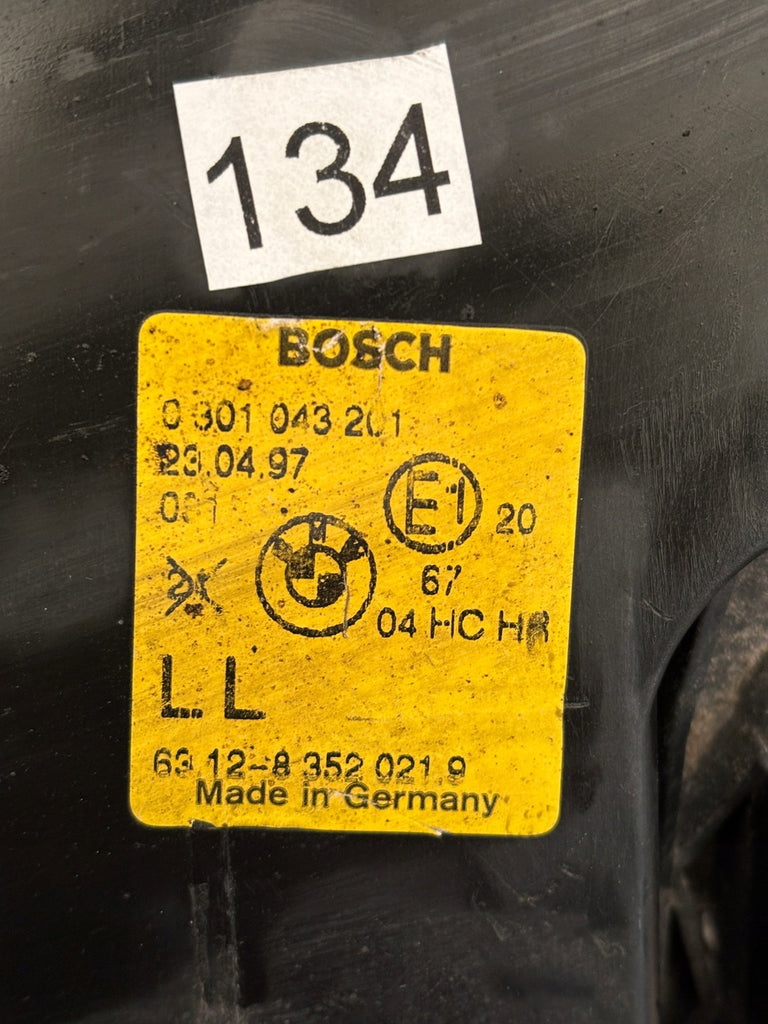 134
BOSCH
0 301 043 201
23.04.97
E1
20
67
04 HC HR
L L
63 12-8 352 021.9
Made in Germany